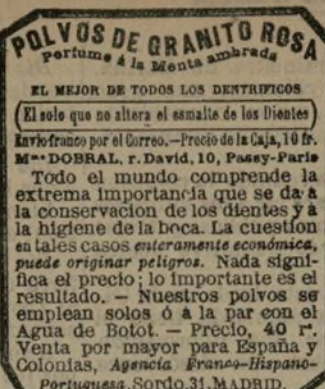 POLVOS DE GRANITO ROSA
Perfume á la Menta ambrada
EL MEJOR DE TODOS LOS DENTRIFICOS
(El solo que no altera el esmalte de los Dientes)
Envio franco por el Correo.—Precio de la Caja, 10 fr.
Mme DOBRAL, r. David, 10, Passy-Paris
Todo el mundo comprende la
extrema importancia que se da á
la conservacion de los dientes y á
la higiene de la boca. La cuestion
en tales casos enteramente económica,
puede originar peligros. Nada signi-
fica el precio; lo importante es el
resultado. — Nuestros polvos se
emplean solos ó á la par con el
Agua de Botot. — Precio, 40 rs.
Venta por mayor para España y
Colonias, Agencia Franco-Hispano-
Portuguesa, Sordo, 31, MADRID